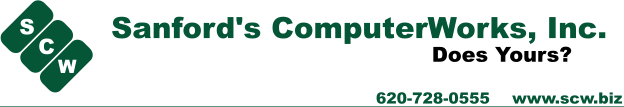 S
C
W
Sanford's ComputerWorks, Inc.
Does Yours?
620-728-0555 www.scw.biz